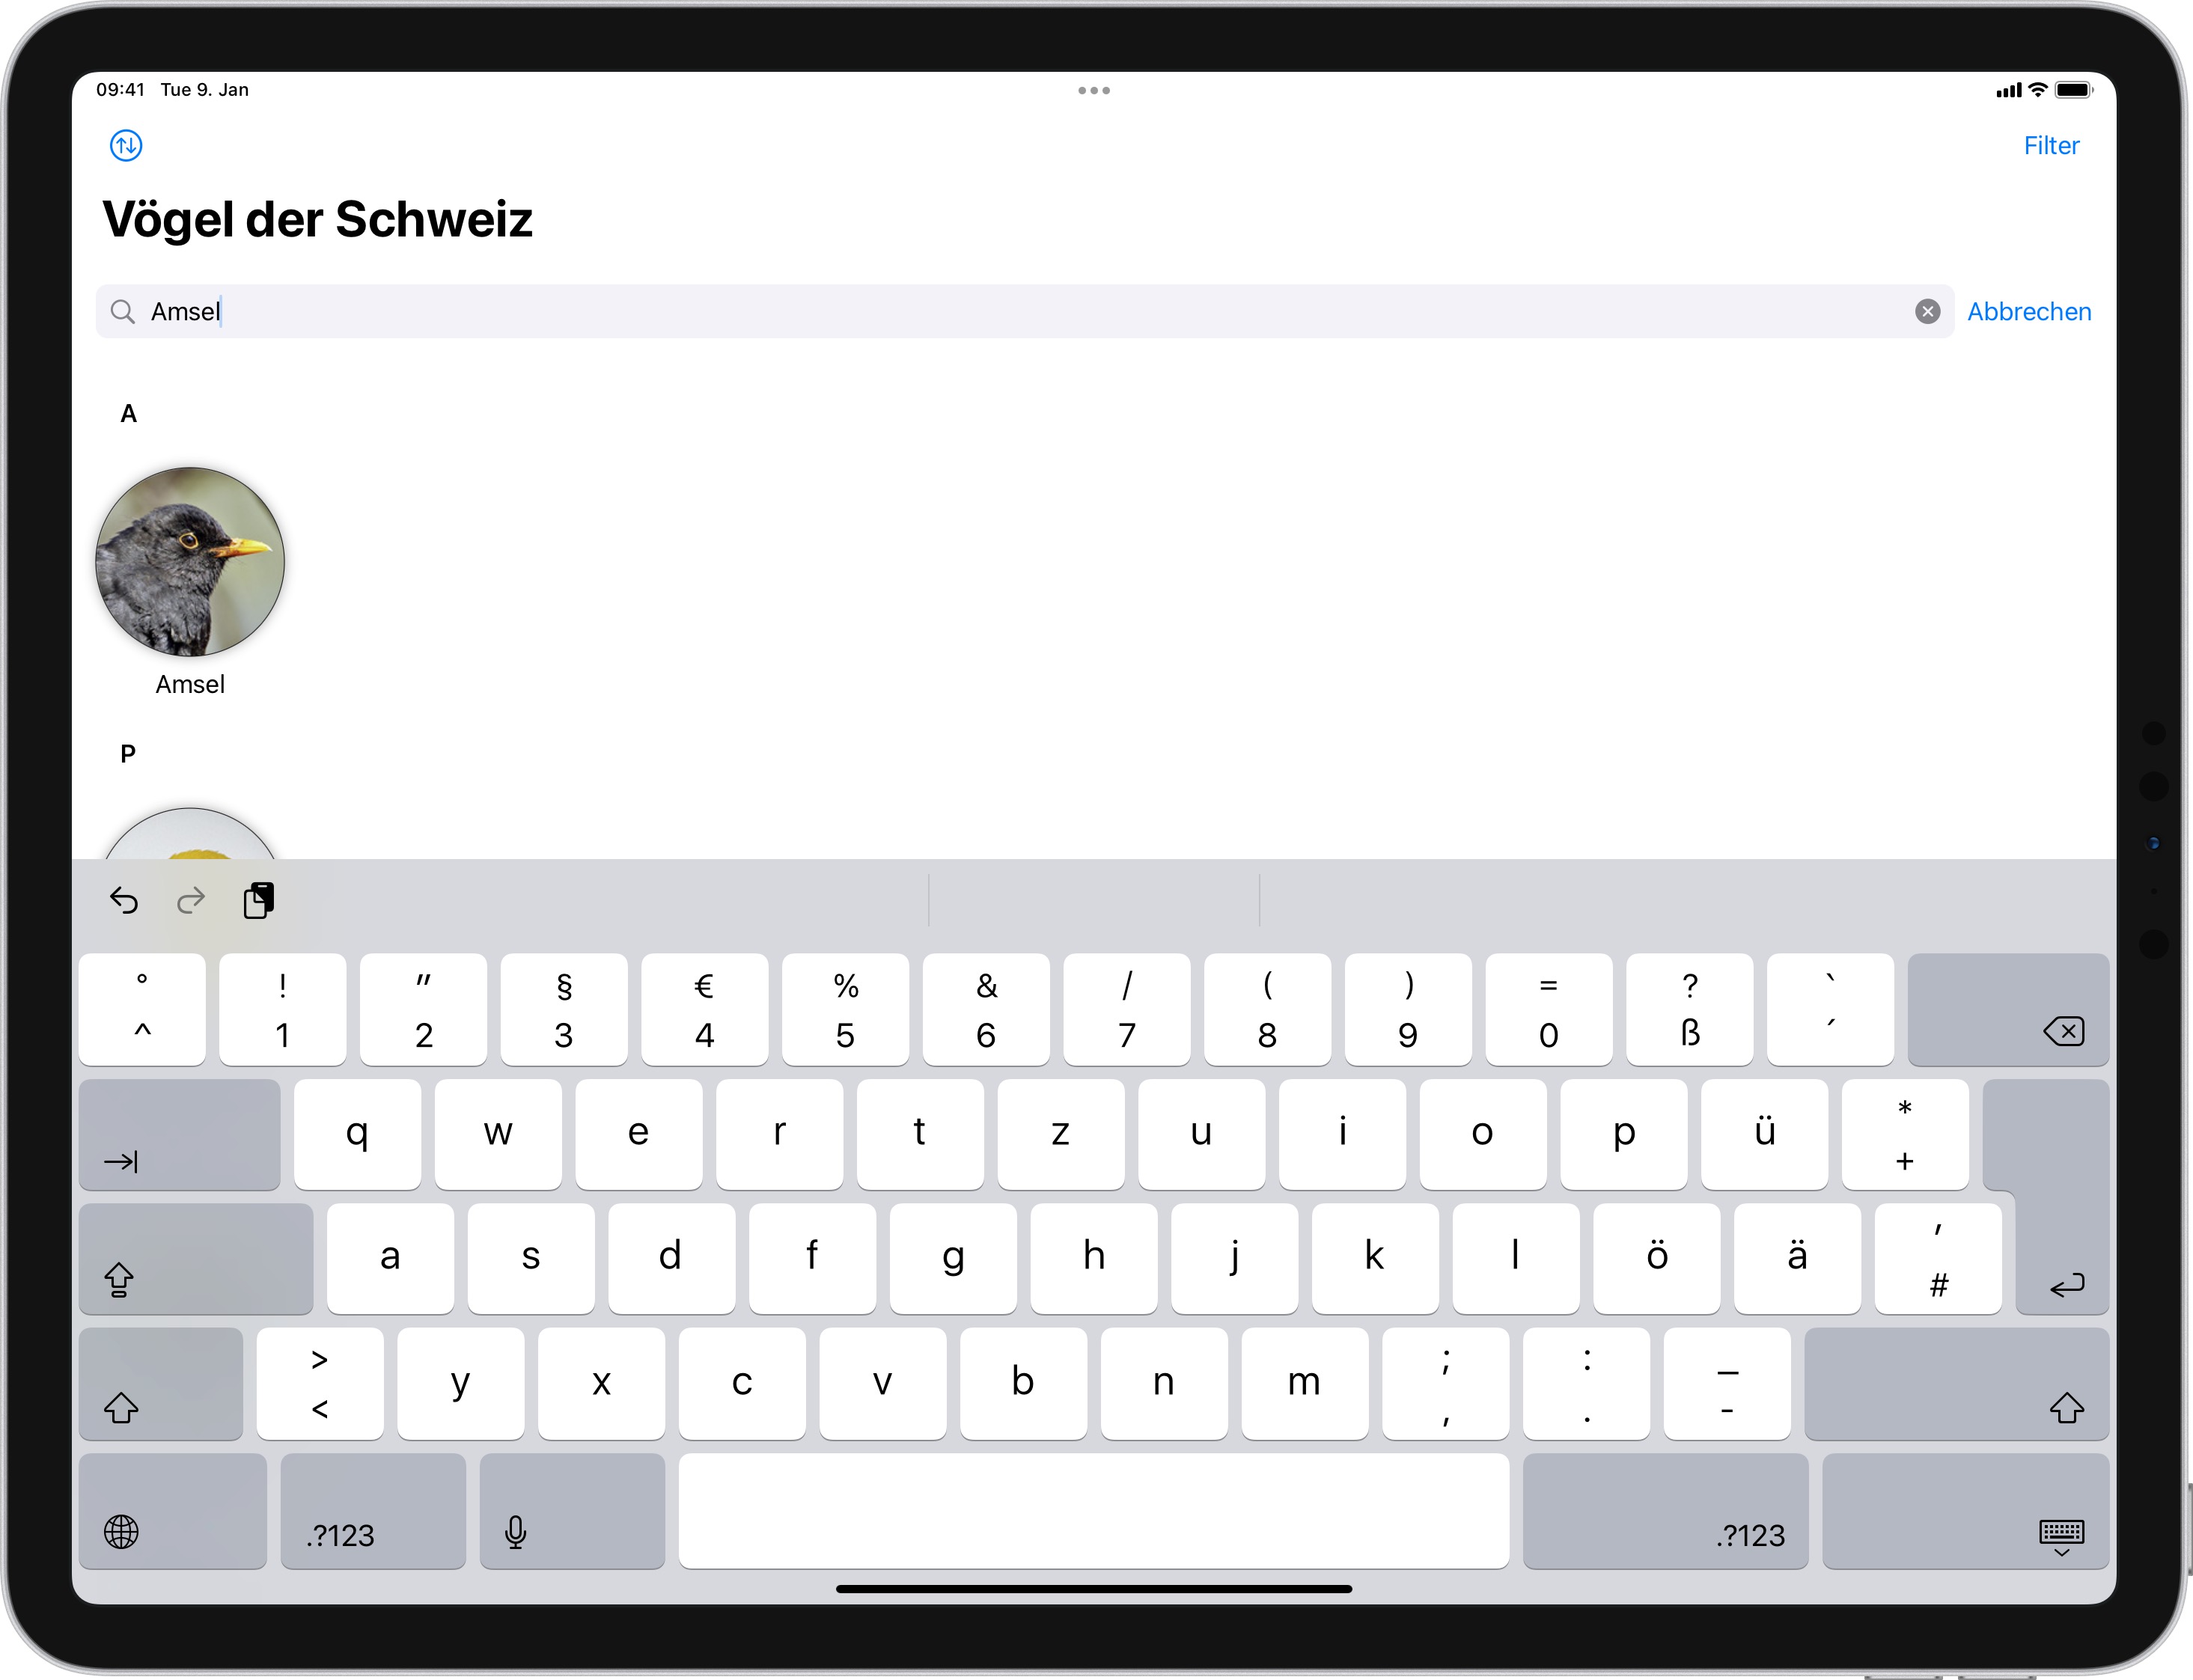 09:41 Tue 9. Jan
Filter
Vögel der Schweiz
Amsel
Abbrechen
A
Amsel
P
° ! " § € % & / ( ) = ? `
^ 1 2 3 4 5 6 7 8 9 0 ß ´
q w e r t z u i o p ü * +
a s d f g h j k l ö ä ' #
> < y x c v b n m ; , : . _ -
.?123 .?123